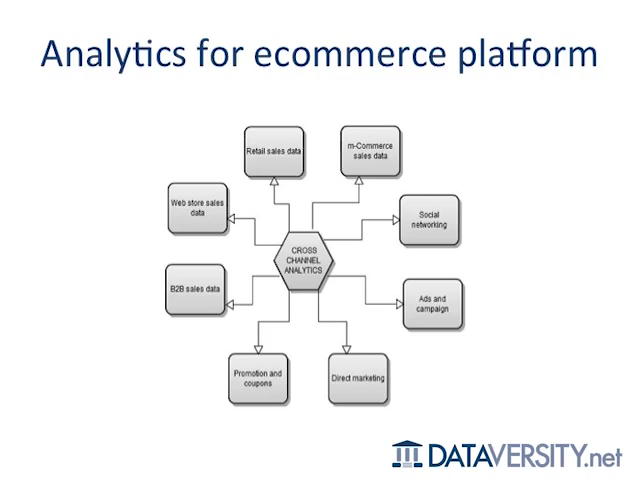 Analytics for ecommerce platform
Retail sales data
m-Commerce
sales data
Web store sales
data
Social
networking
CROSS
CHANNEL
ANALYTICS
B2B sales data
Ads and
campaign
Promotion and
coupons
Direct marketing
DATAVERSITY.net